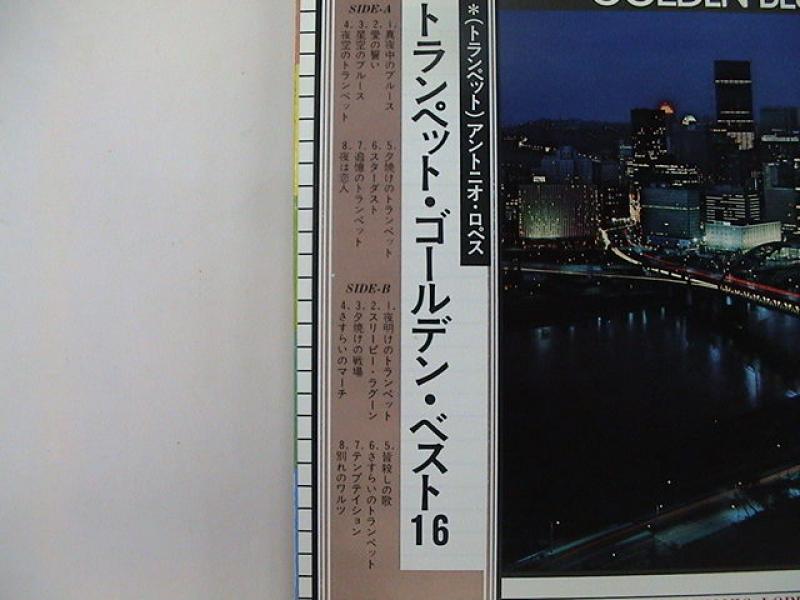 *(トランペット)アントニオ・ロペス
トランペット・ゴールデン・ベスト16
SIDE-A
1. 真夜中のブルース
2. 愛の誓い
3. 星空のブルース
4. 夜空のトランペット
5. 夕焼けのトランペット
6. スターダスト
7. 追憶のトランペット
8. 夜は恋人
SIDE-B
1. 夜明けのトランペット
2. スリーピー・ラグーン
3. 夕焼けの戦場
4. さすらいのマーチ
5. 皆殺しの歌
6. さすらいのトランペット
7. テンプテイション
8. 別れのワルツ
GOLDEN